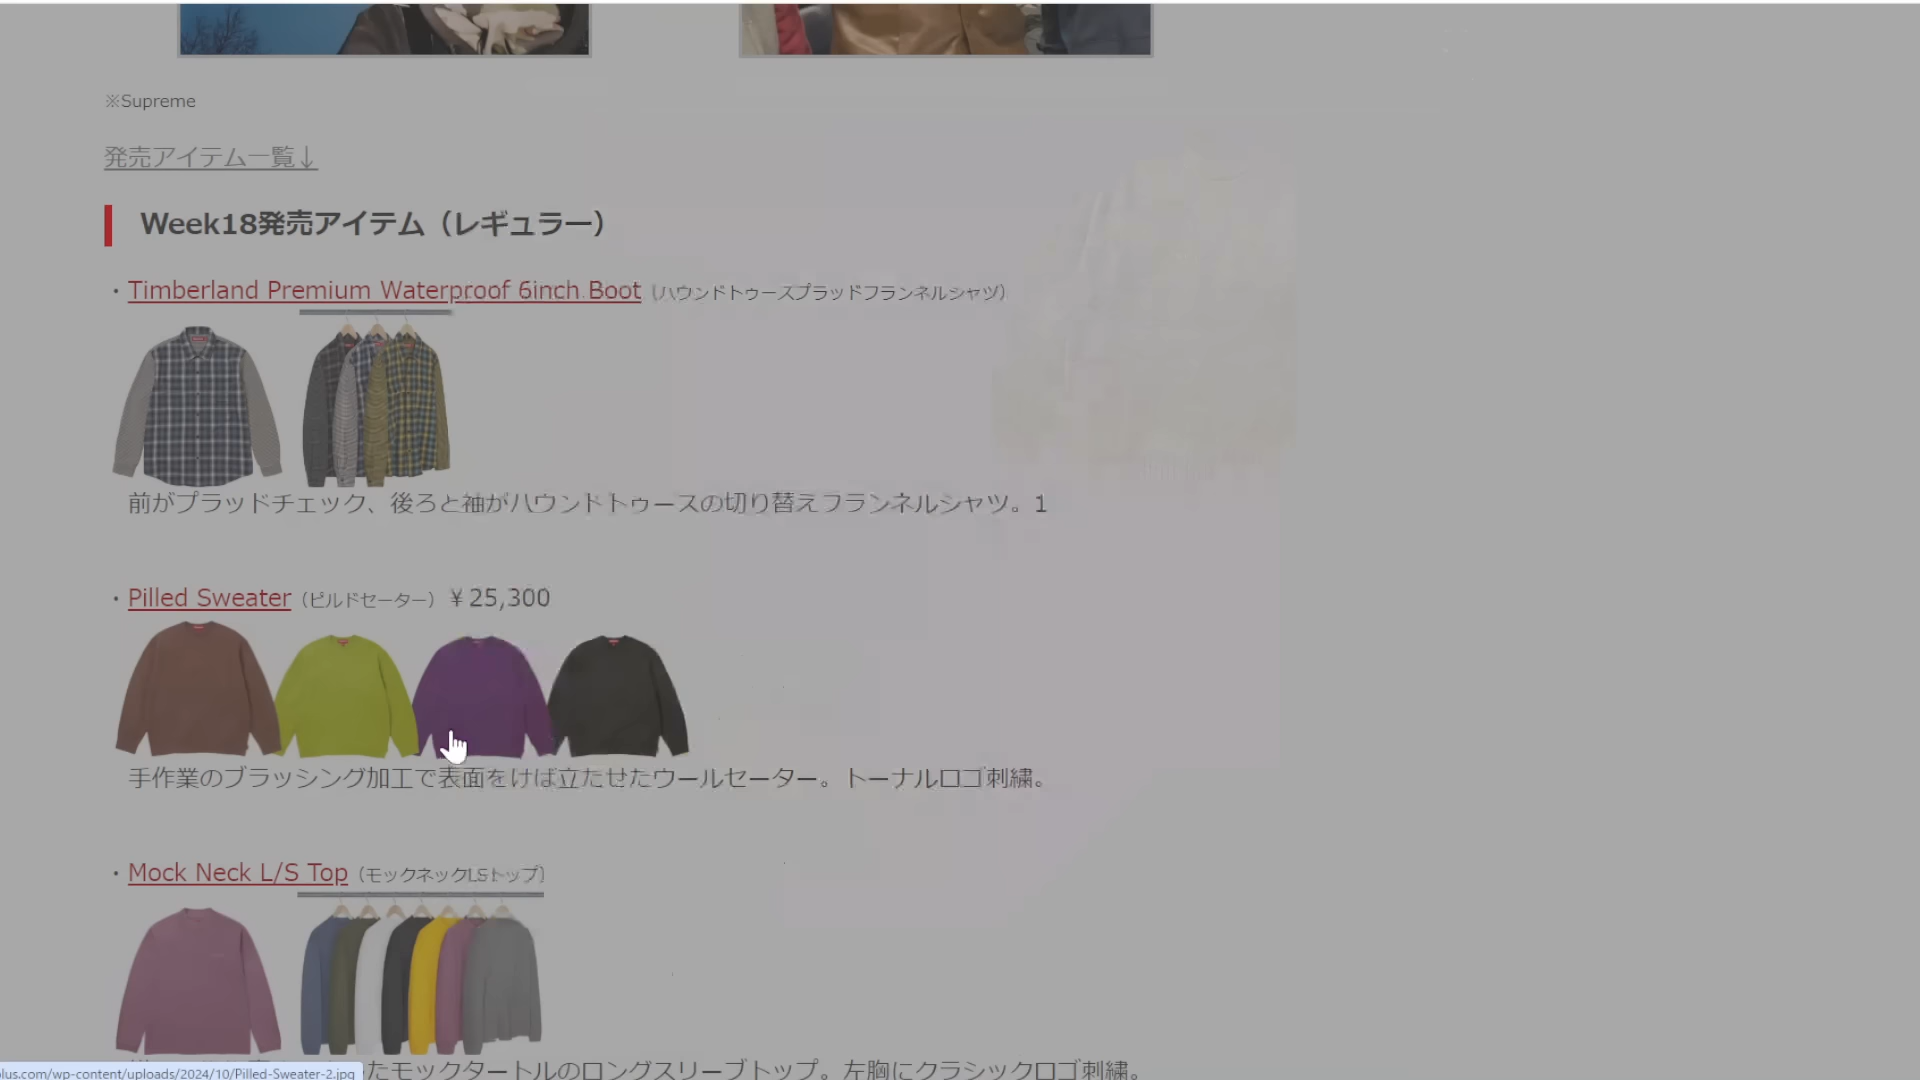 ※Supreme
発売アイテム一覧↓
Week18発売アイテム（レギュラー）
・Timberland Premium Waterproof 6inch Boot（ハウンドトゥースプラッドフランネルシャツ）
前がプラッドチェック、後ろと袖がハウンドトゥースの切り替えフランネルシャツ。1
・Pilled Sweater（ピルドセーター）￥25,300
手作業のブラッシング加工で表面をけば立たせたウールセーター。トーナルロゴ刺繍。
・Mock Neck L/S Top（モックネックLSトップ）
たモックタートルのロングスリーブトップ。左胸にクラシックロゴ刺繍。
plus.com/wp-content/uploads/2024/10/Pilled-Sweater-2.jpg